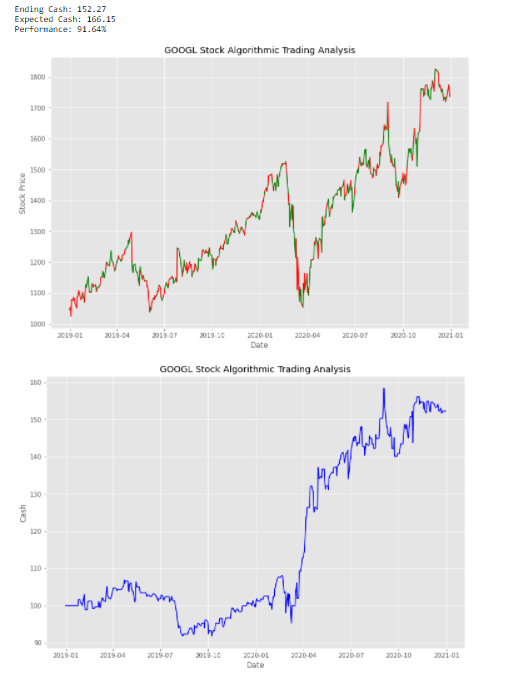 Ending Cash: 152.27
Expected Cash: 166.15
Performance: 91.64%
GOOGL Stock Algorithmic Trading Analysis
1800
1700
1600
1500
1400
1300
1200
1100
1000
Stock Price
2019-01 2019-04 2019-07 2019-10 2020-01 2020-04 2020-07 2020-10 2021-01
Date
GOOGL Stock Algorithmic Trading Analysis
160
150
140
130
120
110
100
90
Cash
2019-01 2019-04 2019-07 2019-10 2020-01 2020-04 2020-07 2020-10 2021-01
Date